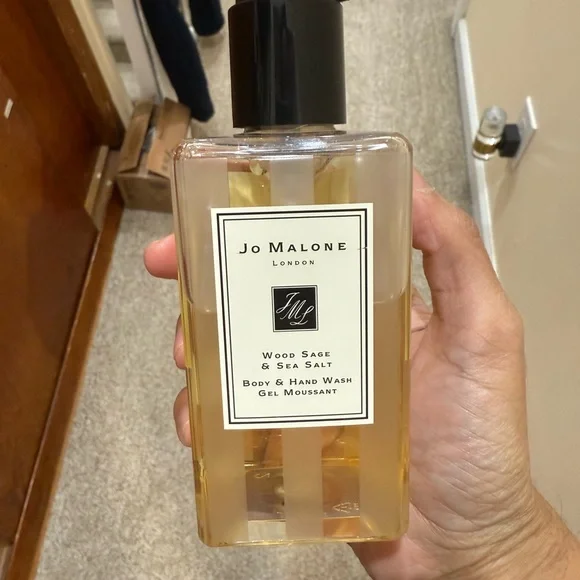 JO MALONE
LONDON
JML
WOOD SAGE
& SEA SALT
BODY & HAND WASH
GEL MOUSSANT